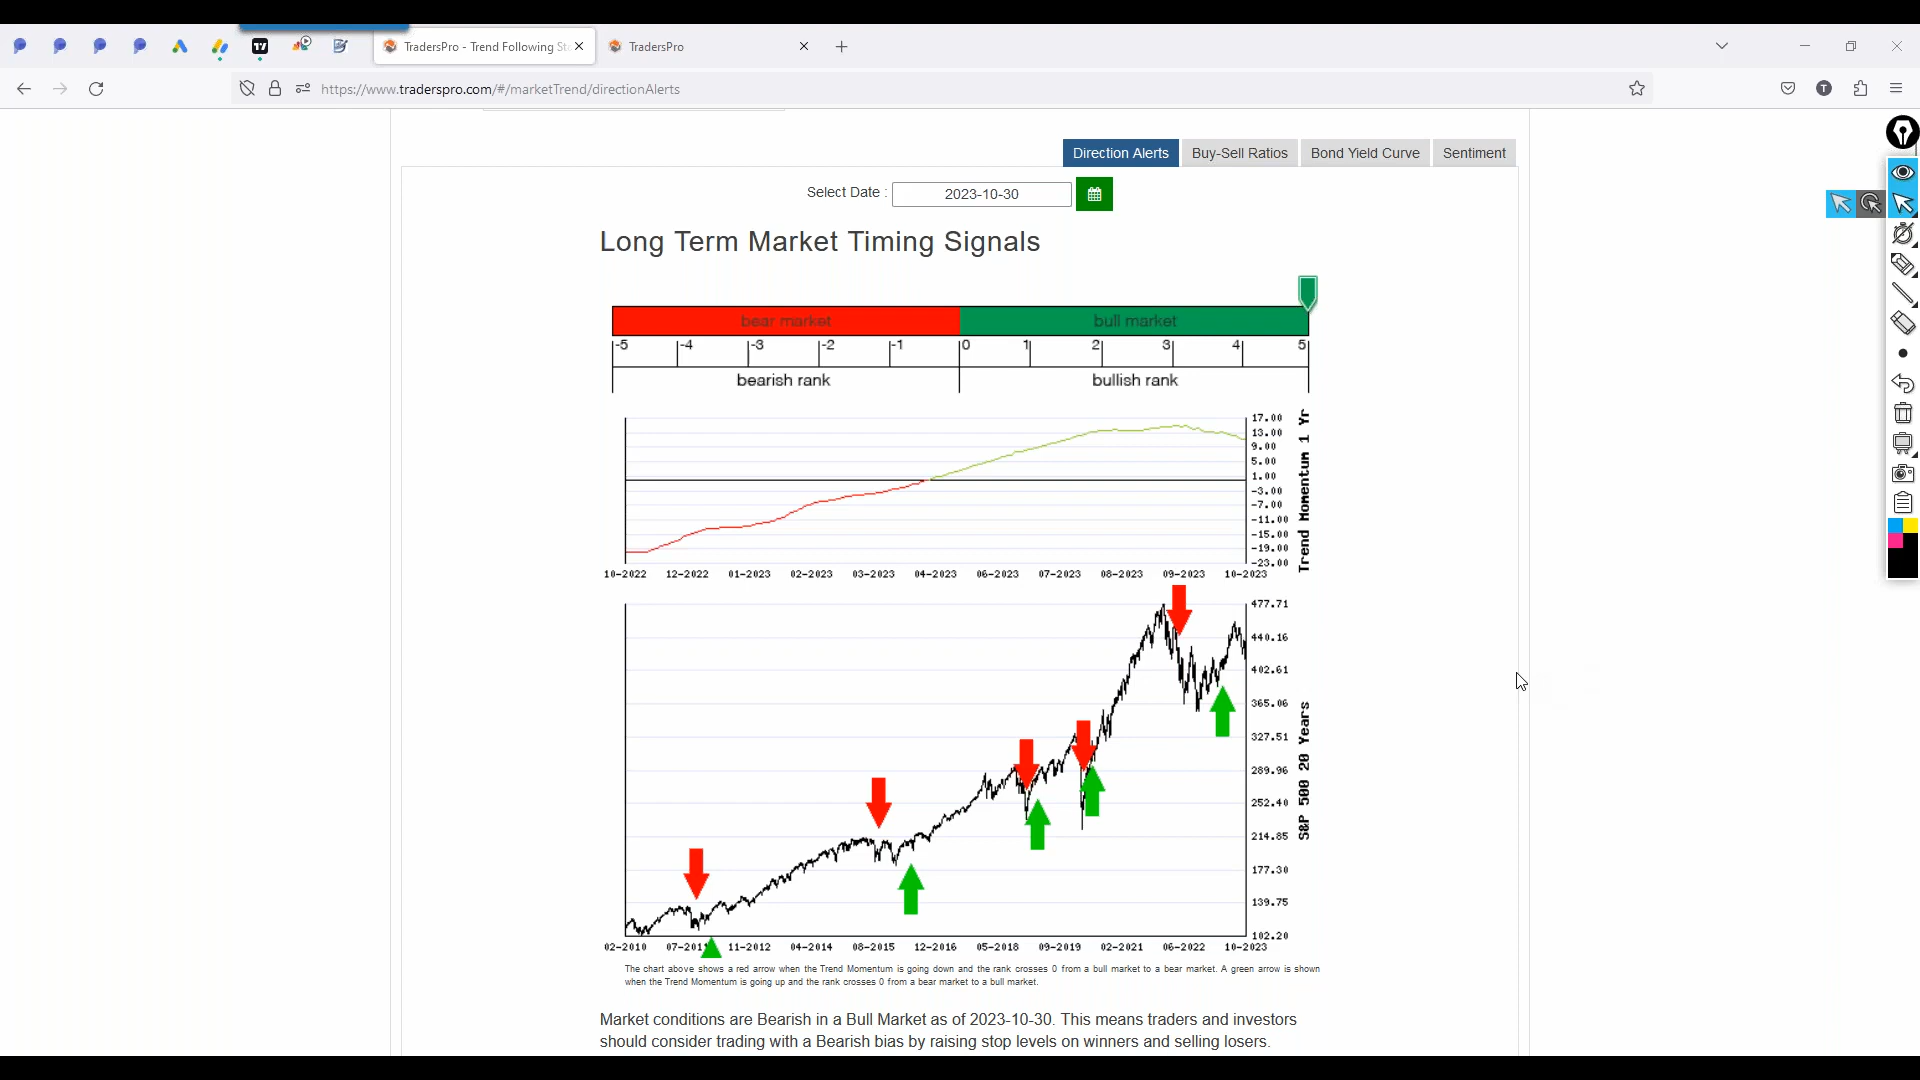 TradersPro - Trend Following Sto
TradersPro
https://www.traderspro.com/#/marketTrend/directionAlerts
T
Direction Alerts
Buy-Sell Ratios
Bond Yield Curve
Sentiment
Select Date :
2023-10-30
Long Term Market Timing Signals
bear market
bull market
-5 -4 -3 -2 -1 0 1 2 3 4 5
bearish rank
bullish rank
17.00
13.00
9.00
5.00
1.00
-3.00
-7.00
-11.00
-15.00
-19.00
-23.00
Trend Momentum 1 Yr
10-2022 12-2022 01-2023 02-2023 03-2023 04-2023 06-2023 07-2023 08-2023 09-2023 10-2023
477.71
440.16
402.61
365.06
327.51
289.96
252.40
214.85
177.30
139.75
102.20
S&P 500 20 Years
02-2010 07-2011 11-2012 04-2014 08-2015 12-2016 05-2018 09-2019 02-2021 06-2022 10-2023
The chart above shows a red arrow when the Trend Momentum is going down and the rank crosses 0 from a bull market to a bear market. A green arrow is shown
when the Trend Momentum is going up and the rank crosses 0 from a bear market to a bull market.
Market conditions are Bearish in a Bull Market as of 2023-10-30. This means traders and investors
should consider trading with a Bearish bias by raising stop levels on winners and selling losers.